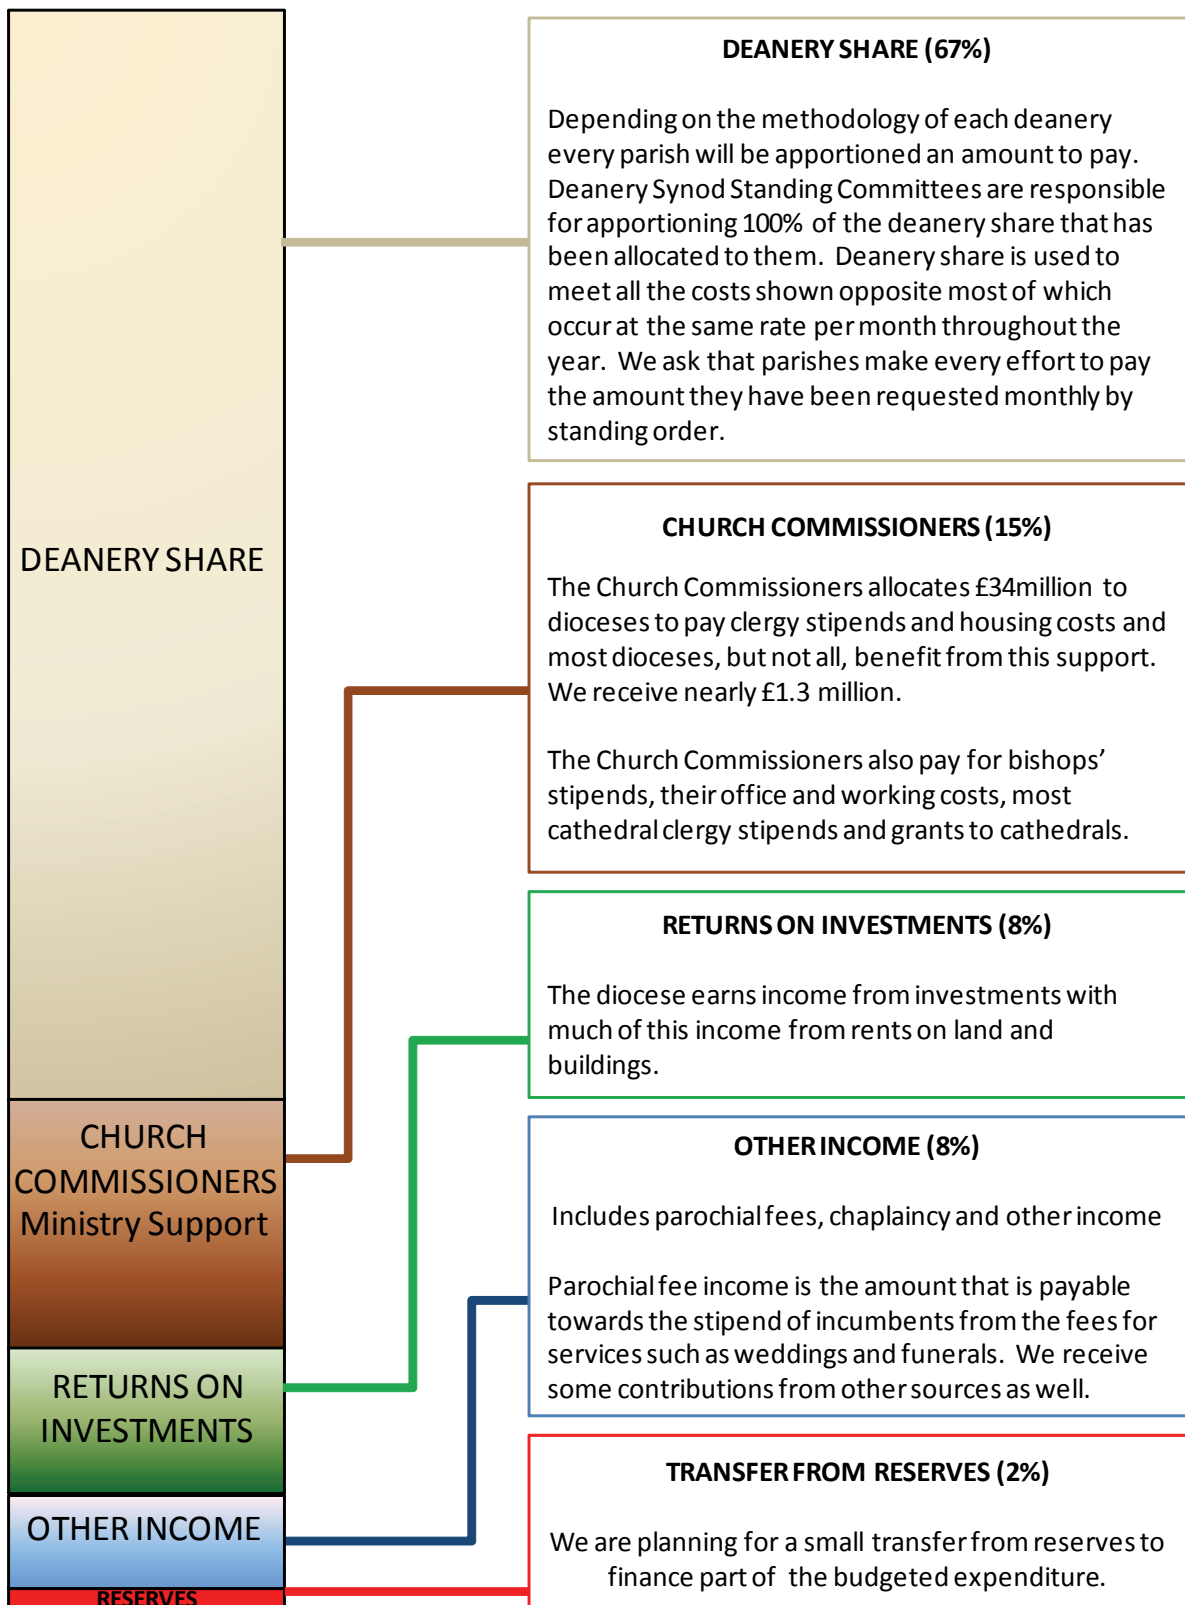 DEANERY SHARE
CHURCH
COMMISSIONERS
Ministry Support
RETURNS ON
INVESTMENTS
OTHER INCOME
RESERVES
DEANERY SHARE (67%)
Depending on the methodology of each deanery
every parish will be apportioned an amount to pay.
Deanery Synod Standing Committees are responsible
for apportioning 100% of the deanery share that has
been allocated to them. Deanery share is used to
meet all the costs shown opposite most of which
occur at the same rate per month throughout the
year. We ask that parishes make every effort to pay
the amount they have been requested monthly by
standing order.
CHURCH COMMISSIONERS (15%)
The Church Commissioners allocates £34million to
dioceses to pay clergy stipends and housing costs and
most dioceses, but not all, benefit from this support.
We receive nearly £1.3 million.
The Church Commissioners also pay for bishops’
stipends, their office and working costs, most
cathedral clergy stipends and grants to cathedrals.
RETURNS ON INVESTMENTS (8%)
The diocese earns income from investments with
much of this income from rents on land and
buildings.
OTHER INCOME (8%)
Includes parochial fees, chaplaincy and other income
Parochial fee income is the amount that is payable
towards the stipend of incumbents from the fees for
services such as weddings and funerals. We receive
some contributions from other sources as well.
TRANSFER FROM RESERVES (2%)
We are planning for a small transfer from reserves to
finance part of the budgeted expenditure.